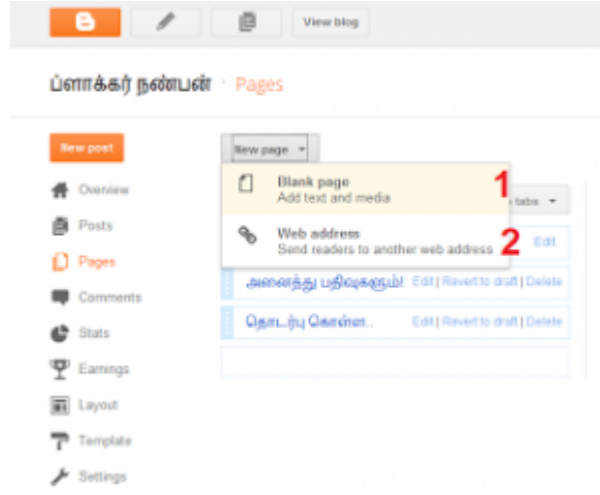 View blog
ப்ளாக்கர் நண்பன் · Pages
New post
New page
Blank page 1
Add text and media
tabs
Web address
Send readers to another web address 2
Edit
அனைத்து பதிவுகளும்! Edit | Revert to draft | Delete
தொடர்பு கொள்ள.. Edit | Revert to draft | Delete
Overview
Posts
Pages
Comments
Stats
Earnings
Layout
Template
Settings